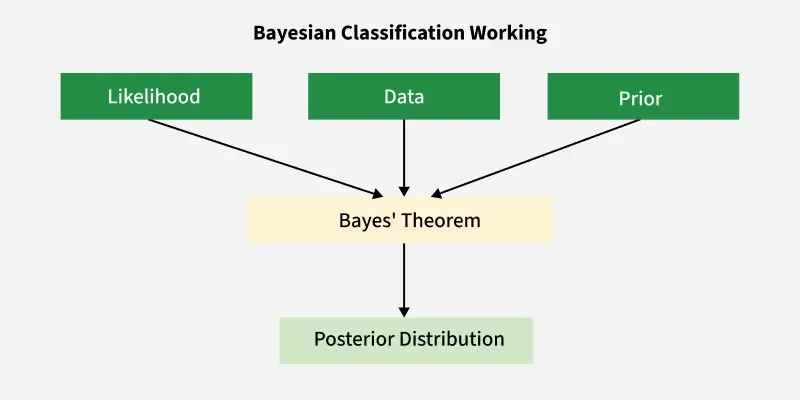 Bayesian Classification Working
Likelihood
Data
Prior
Bayes' Theorem
Posterior Distribution